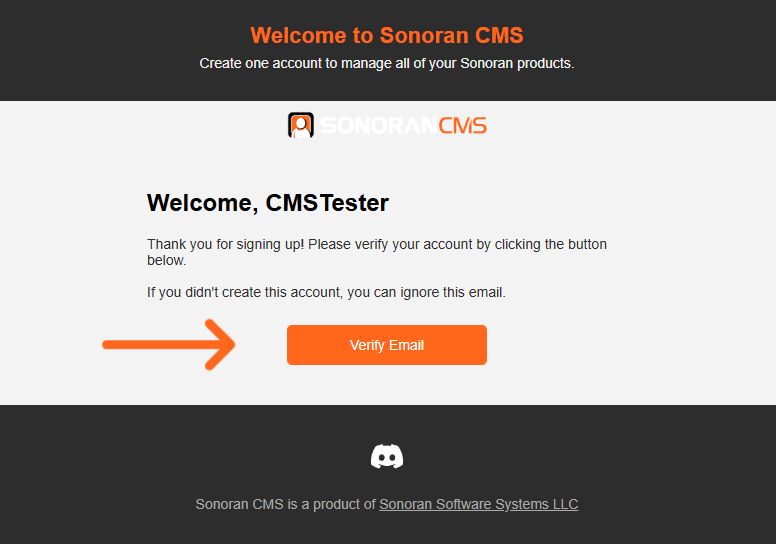 Welcome to Sonoran CMS
Create one account to manage all of your Sonoran products.
SONORANCMS
Welcome, CMSTester
Thank you for signing up! Please verify your account by clicking the button
below.
If you didn't create this account, you can ignore this email.
Verify Email
Sonoran CMS is a product of Sonoran Software Systems LLC